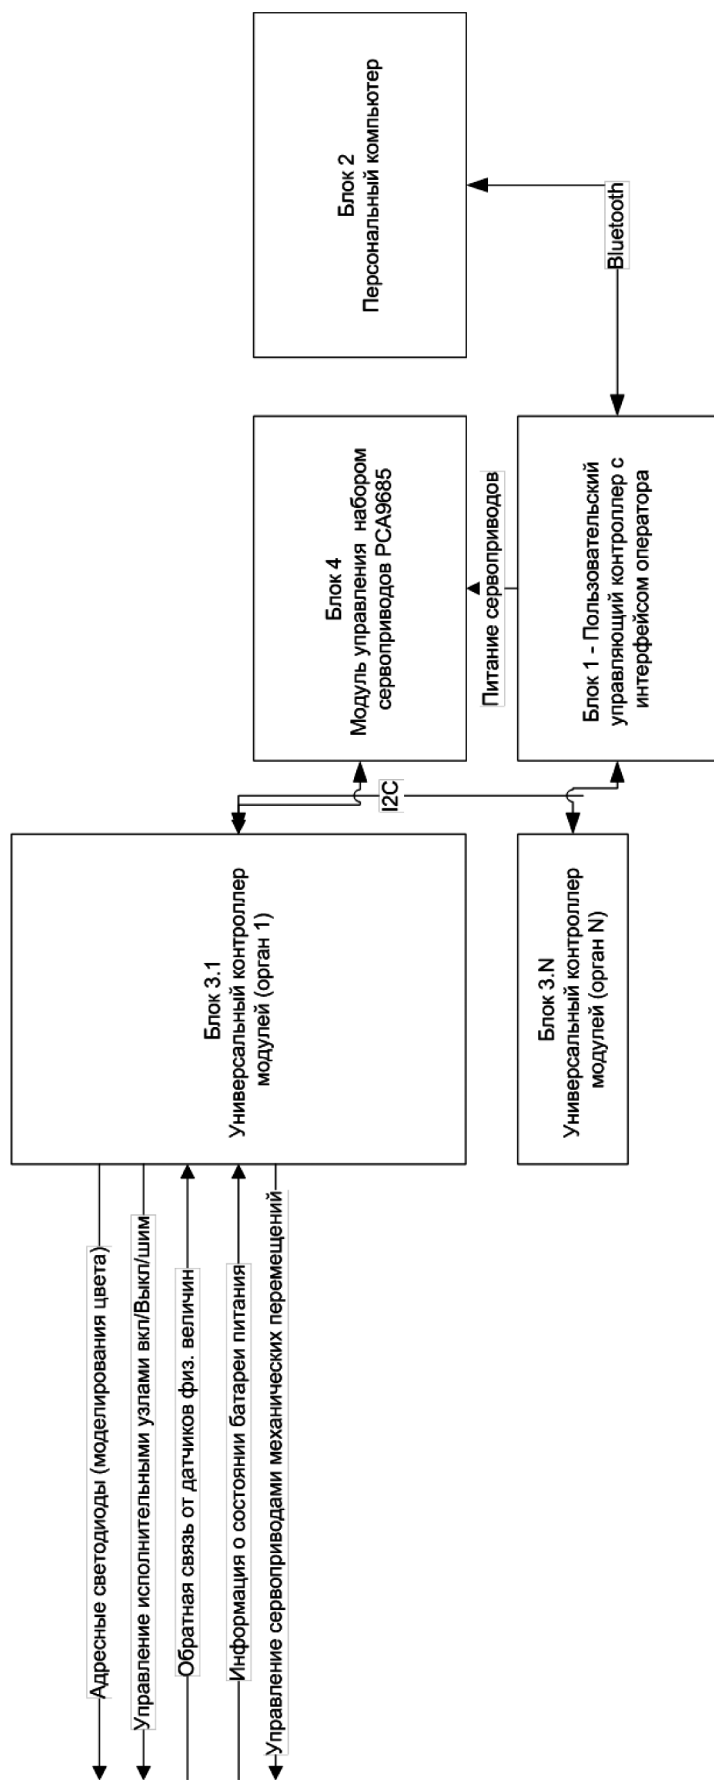 Блок 2
Персональный компьютер
Bluetooth
Блок 4
Модуль управления набором
сервоприводов PCA9685
Питание сервоприводов
Блок 1 - Пользовательский
управляющий контроллер с
интерфейсом оператора
I2C
Блок 3.1
Универсальный контроллер
модулей (орган 1)
Блок 3.N
Универсальный контроллер
модулей (орган N)
Адресные светодиоды (моделирования цвета)
Управление исполнительными узлами вкл/Выкл/шим
Обратная связь от датчиков физ. величин
Информация о состоянии батареи питания
Управление сервоприводами механических перемещений